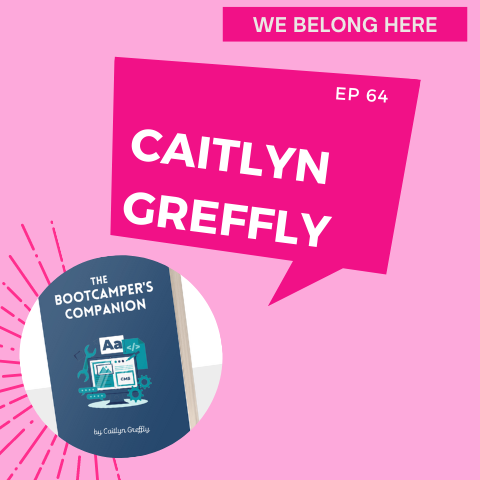 WE BELONG HERE
EP 64
CAITLYN
GREFFLY
THE
BOOTCAMPER'S
COMPANION
Aa
</>
CMS
by Caitlyn Greffly